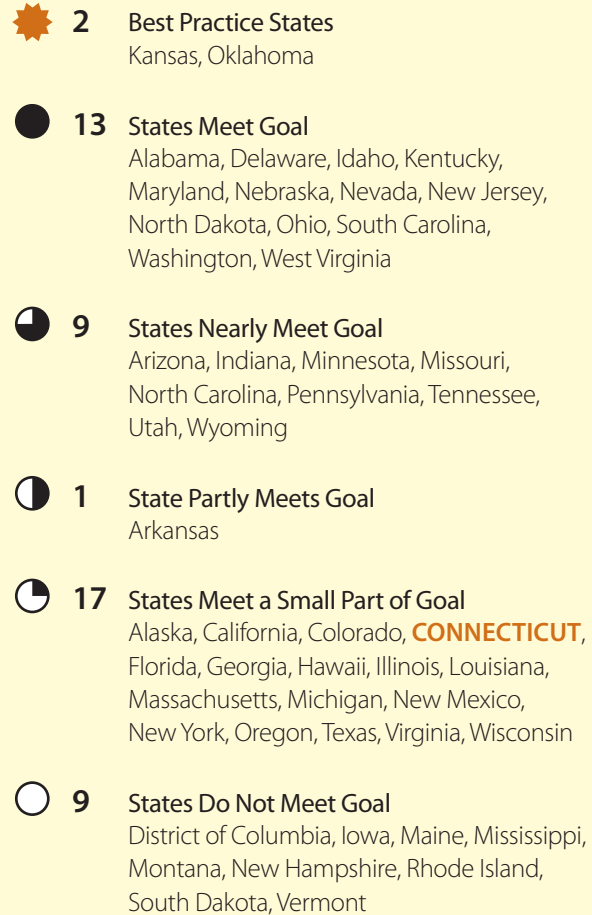 2 Best Practice States
Kansas, Oklahoma
13 States Meet Goal
Alabama, Delaware, Idaho, Kentucky,
Maryland, Nebraska, Nevada, New Jersey,
North Dakota, Ohio, South Carolina,
Washington, West Virginia
9 States Nearly Meet Goal
Arizona, Indiana, Minnesota, Missouri,
North Carolina, Pennsylvania, Tennessee,
Utah, Wyoming
1 State Partly Meets Goal
Arkansas
17 States Meet a Small Part of Goal
Alaska, California, Colorado, CONNECTICUT,
Florida, Georgia, Hawaii, Illinois, Louisiana,
Massachusetts, Michigan, New Mexico,
New York, Oregon, Texas, Virginia, Wisconsin
9 States Do Not Meet Goal
District of Columbia, Iowa, Maine, Mississippi,
Montana, New Hampshire, Rhode Island,
South Dakota, Vermont